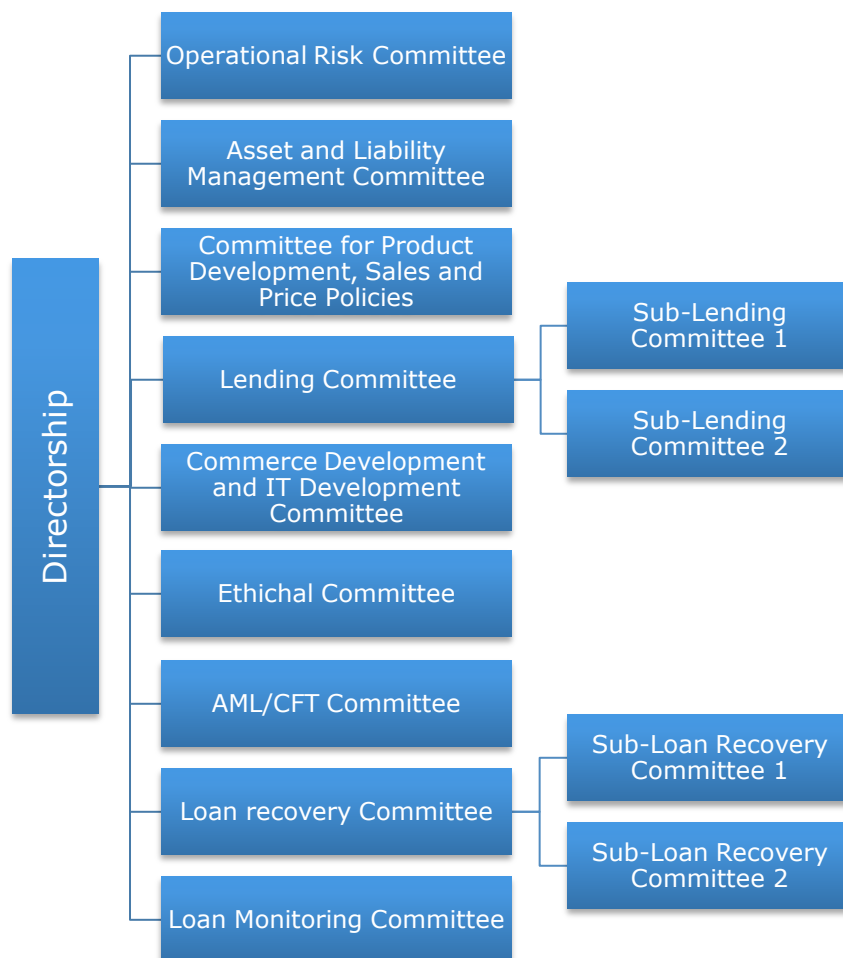 Operational Risk Committee
Asset and Liability
Management Committee
Committee for Product
Development, Sales and
Price Policies
Sub-Lending
Committee 1
Lending Committee
Sub-Lending
Committee 2
Directorship
Commerce Development
and IT Development
Committee
Ethichal Committee
AML/CFT Committee
Sub-Loan Recovery
Committee 1
Loan recovery Committee
Sub-Loan Recovery
Committee 2
Loan Monitoring Committee